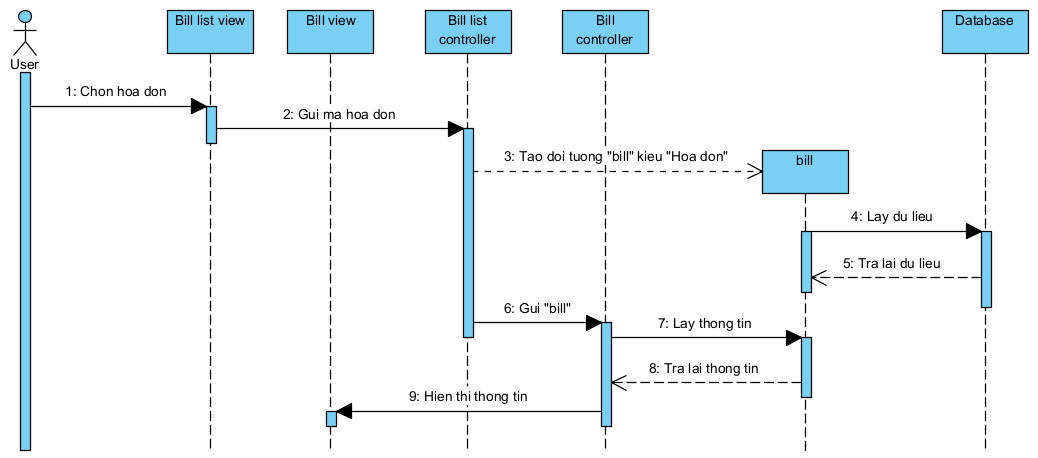 Bill list view
Bill view
Bill list
controller
Bill
controller
Database
User
1: Chon hoa don
2: Gui ma hoa don
3: Tao doi tuong "bill" kieu "Hoa don"
bill
4: Lay du lieu
5: Tra lai du lieu
6: Gui "bill"
7: Lay thong tin
8: Tra lai thong tin
9: Hien thi thong tin